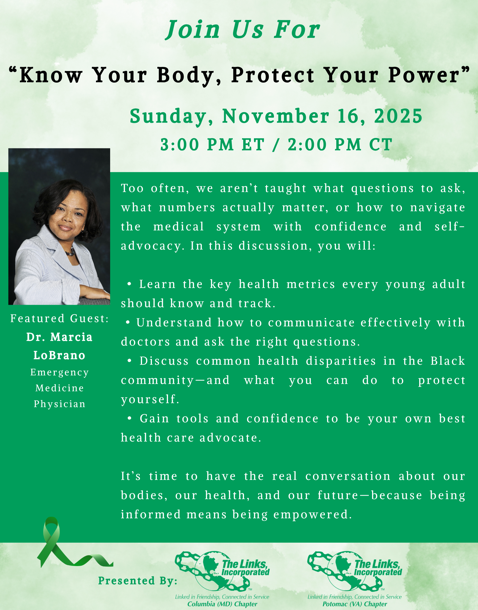 Join Us For
“Know Your Body, Protect Your Power”
Sunday, November 16, 2025
3:00 PM ET / 2:00 PM CT
Too often, we aren’t taught what questions to ask,
what numbers actually matter, or how to navigate
the medical system with confidence and self-
advocacy. In this discussion, you will:
• Learn the key health metrics every young adult
should know and track.
• Understand how to communicate effectively with
doctors and ask the right questions.
• Discuss common health disparities in the Black
community—and what you can do to protect
yourself.
• Gain tools and confidence to be your own best
health care advocate.
It’s time to have the real conversation about our
bodies, our health, and our future—because being
informed means being empowered.
Featured Guest:
Dr. Marcia
LoBrano
Emergency
Medicine
Physician
Presented By:
The Links,
Incorporated
Linked in Friendship, Connected in Service
Columbia (MD) Chapter
The Links,
Incorporated
Linked in Friendship, Connected in Service
Potomac (VA) Chapter